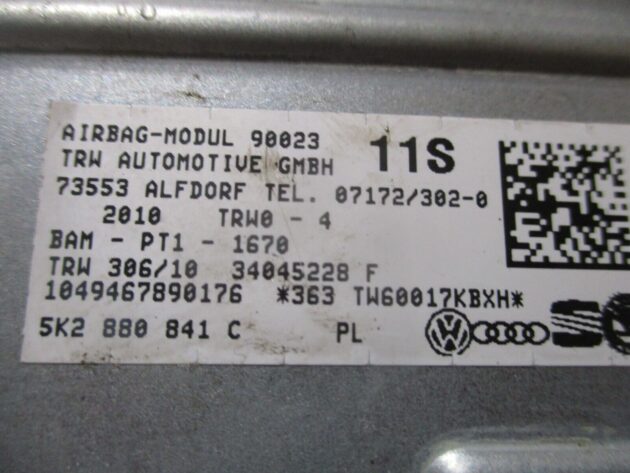 AIRBAG-MODUL 90023 11S
TRW AUTOMOTIVE GMBH
73553 ALFDORF TEL. 07172/302-0
2010 TRW0 - 4
BAM - PT1 - 1670
TRW 306/10 34045228 F
1049467890176 *363 TW60017KBXH*
5K2 880 841 C PL